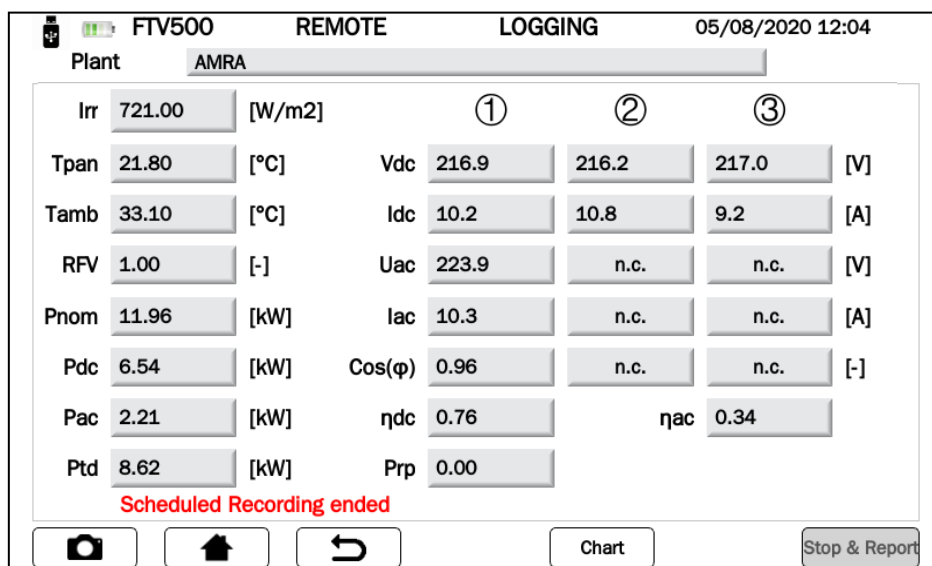 FTV500 REMOTE LOGGING 05/08/2020 12:04
Plant AMRA
Irr 721.00 [W/m2] ① ② ③
Tpan 21.80 [°C] Vdc 216.9 216.2 217.0 [V]
Tamb 33.10 [°C] Idc 10.2 10.8 9.2 [A]
RFV 1.00 [-] Uac 223.9 n.c. n.c. [V]
Pnom 11.96 [kW] Iac 10.3 n.c. n.c. [A]
Pdc 6.54 [kW] Cos(φ) 0.96 n.c. n.c. [-]
Pac 2.21 [kW] ηdc 0.76 ηac 0.34
Ptd 8.62 [kW] Prp 0.00
Scheduled Recording ended
Chart Stop & Report